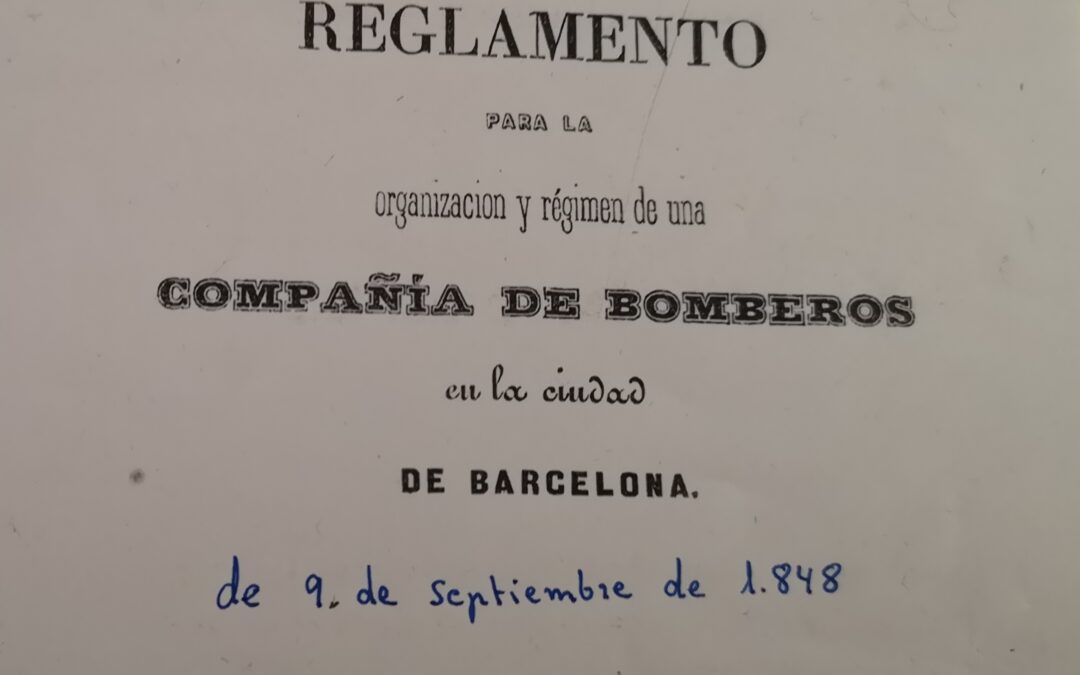 REGLAMENTO
PARA LA
organizacion y régimen de una
COMPAÑÍA DE BOMBEROS
en la ciudad
DE BARCELONA.
de 9. de septiembre de 1.848